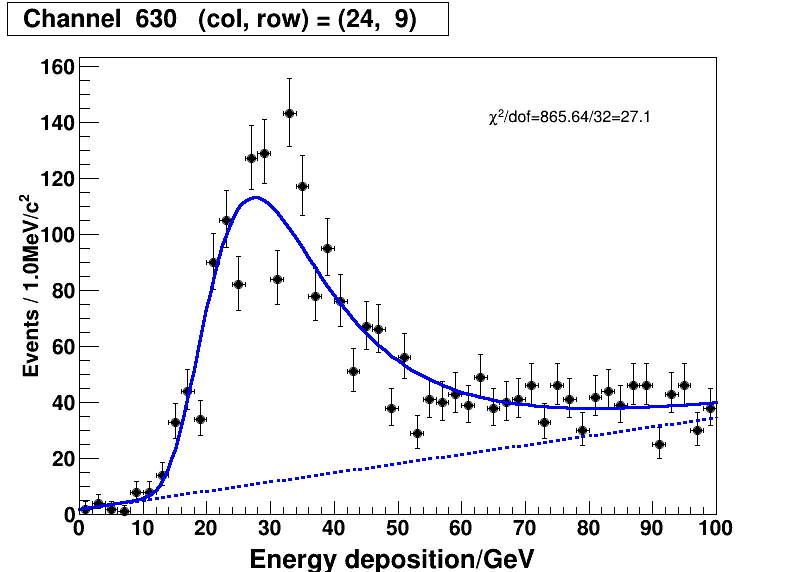 Channel 630 (col, row) = (24, 9)
χ²/dof=865.64/32=27.1
Events / 1.0MeV/c²
160
140
120
100
80
60
40
20
0
0 10 20 30 40 50 60 70 80 90 100
Energy deposition/GeV